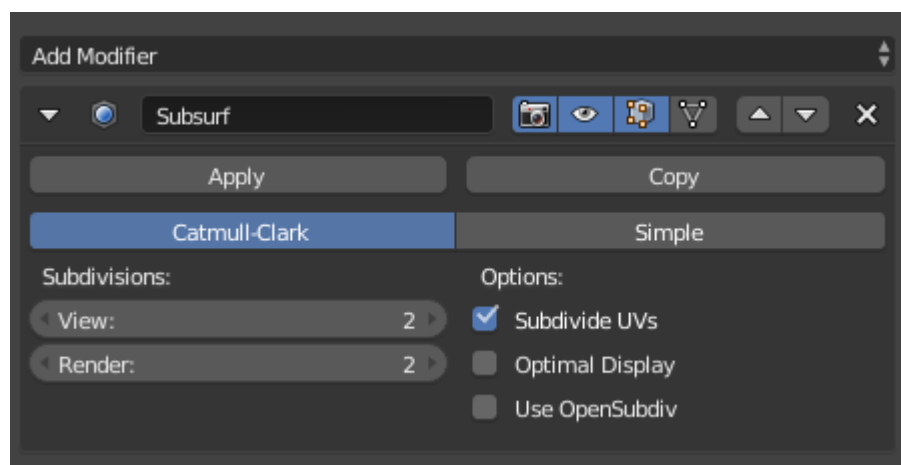 Add Modifier
Subsurf
Apply Copy
Catmull-Clark Simple
Subdivisions: Options:
View: 2 Subdivide UVs
Render: 2 Optimal Display
Use OpenSubdiv